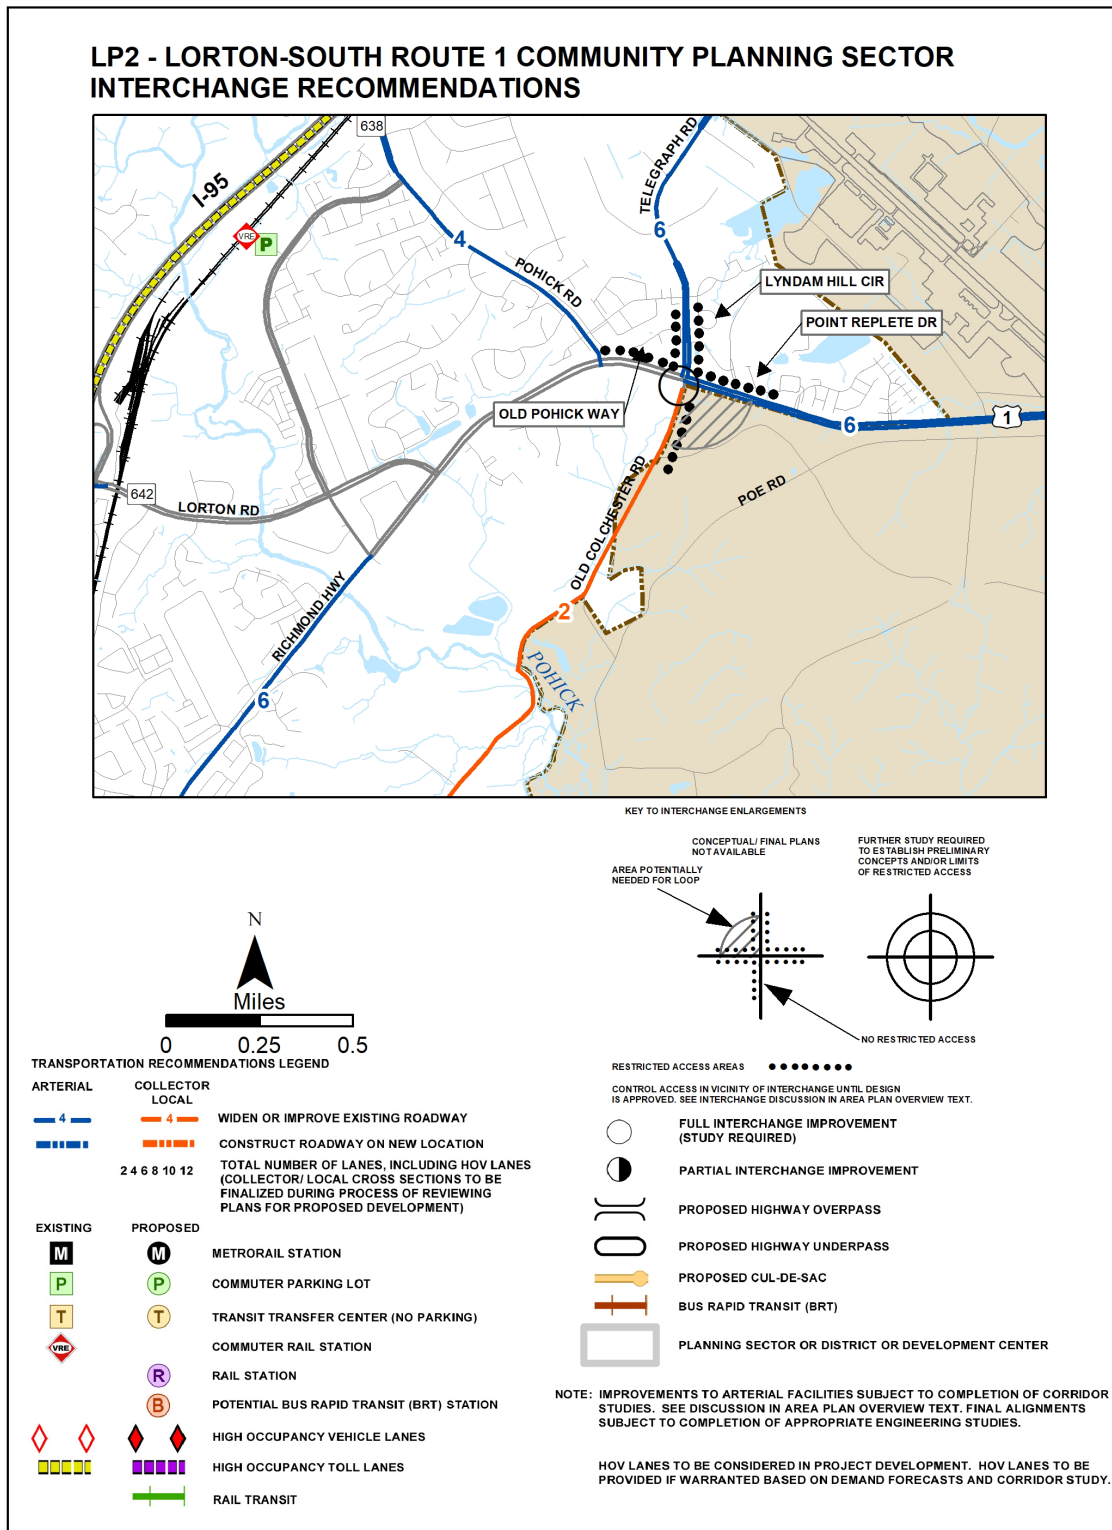 LP2 - LORTON-SOUTH ROUTE 1 COMMUNITY PLANNING SECTOR
INTERCHANGE RECOMMENDATIONS
638
I-95
VRE
P
TELEGRAPH RD
4
6
POHICK RD
LYNDAM HILL CIR
POINT REPLETE DR
OLD POHICK WAY
6
1
642
LORTON RD
POE RD
OLD COLCHESTER RD
RICHMOND HWY
2
POHICK
6
KEY TO INTERCHANGE ENLARGEMENTS
CONCEPTUAL/ FINAL PLANS
NOT AVAILABLE
FURTHER STUDY REQUIRED
TO ESTABLISH PRELIMINARY
CONCEPTS AND/OR LIMITS
OF RESTRICTED ACCESS
AREA POTENTIALLY
NEEDED FOR LOOP
NO RESTRICTED ACCESS
RESTRICTED ACCESS AREAS
CONTROL ACCESS IN VICINITY OF INTERCHANGE UNTIL DESIGN
IS APPROVED. SEE INTERCHANGE DISCUSSION IN AREA PLAN OVERVIEW TEXT.
N
Miles
0 0.25 0.5
TRANSPORTATION RECOMMENDATIONS LEGEND
ARTERIAL
COLLECTOR
LOCAL
4 4 WIDEN OR IMPROVE EXISTING ROADWAY
CONSTRUCT ROADWAY ON NEW LOCATION
2 4 6 8 10 12 TOTAL NUMBER OF LANES, INCLUDING HOV LANES
(COLLECTOR/ LOCAL CROSS SECTIONS TO BE
FINALIZED DURING PROCESS OF REVIEWING
PLANS FOR PROPOSED DEVELOPMENT)
EXISTING PROPOSED
M M METRORAIL STATION
P P COMMUTER PARKING LOT
T T TRANSIT TRANSFER CENTER (NO PARKING)
VRE COMMUTER RAIL STATION
R RAIL STATION
B POTENTIAL BUS RAPID TRANSIT (BRT) STATION
HIGH OCCUPANCY VEHICLE LANES
HIGH OCCUPANCY TOLL LANES
RAIL TRANSIT
FULL INTERCHANGE IMPROVEMENT
(STUDY REQUIRED)
PARTIAL INTERCHANGE IMPROVEMENT
PROPOSED HIGHWAY OVERPASS
PROPOSED HIGHWAY UNDERPASS
PROPOSED CUL-DE-SAC
BUS RAPID TRANSIT (BRT)
PLANNING SECTOR OR DISTRICT OR DEVELOPMENT CENTER
NOTE: IMPROVEMENTS TO ARTERIAL FACILITIES SUBJECT TO COMPLETION OF CORRIDOR
STUDIES. SEE DISCUSSION IN AREA PLAN OVERVIEW TEXT. FINAL ALIGNMENTS
SUBJECT TO COMPLETION OF APPROPRIATE ENGINEERING STUDIES.
HOV LANES TO BE CONSIDERED IN PROJECT DEVELOPMENT. HOV LANES TO BE
PROVIDED IF WARRANTED BASED ON DEMAND FORECASTS AND CORRIDOR STUDY.